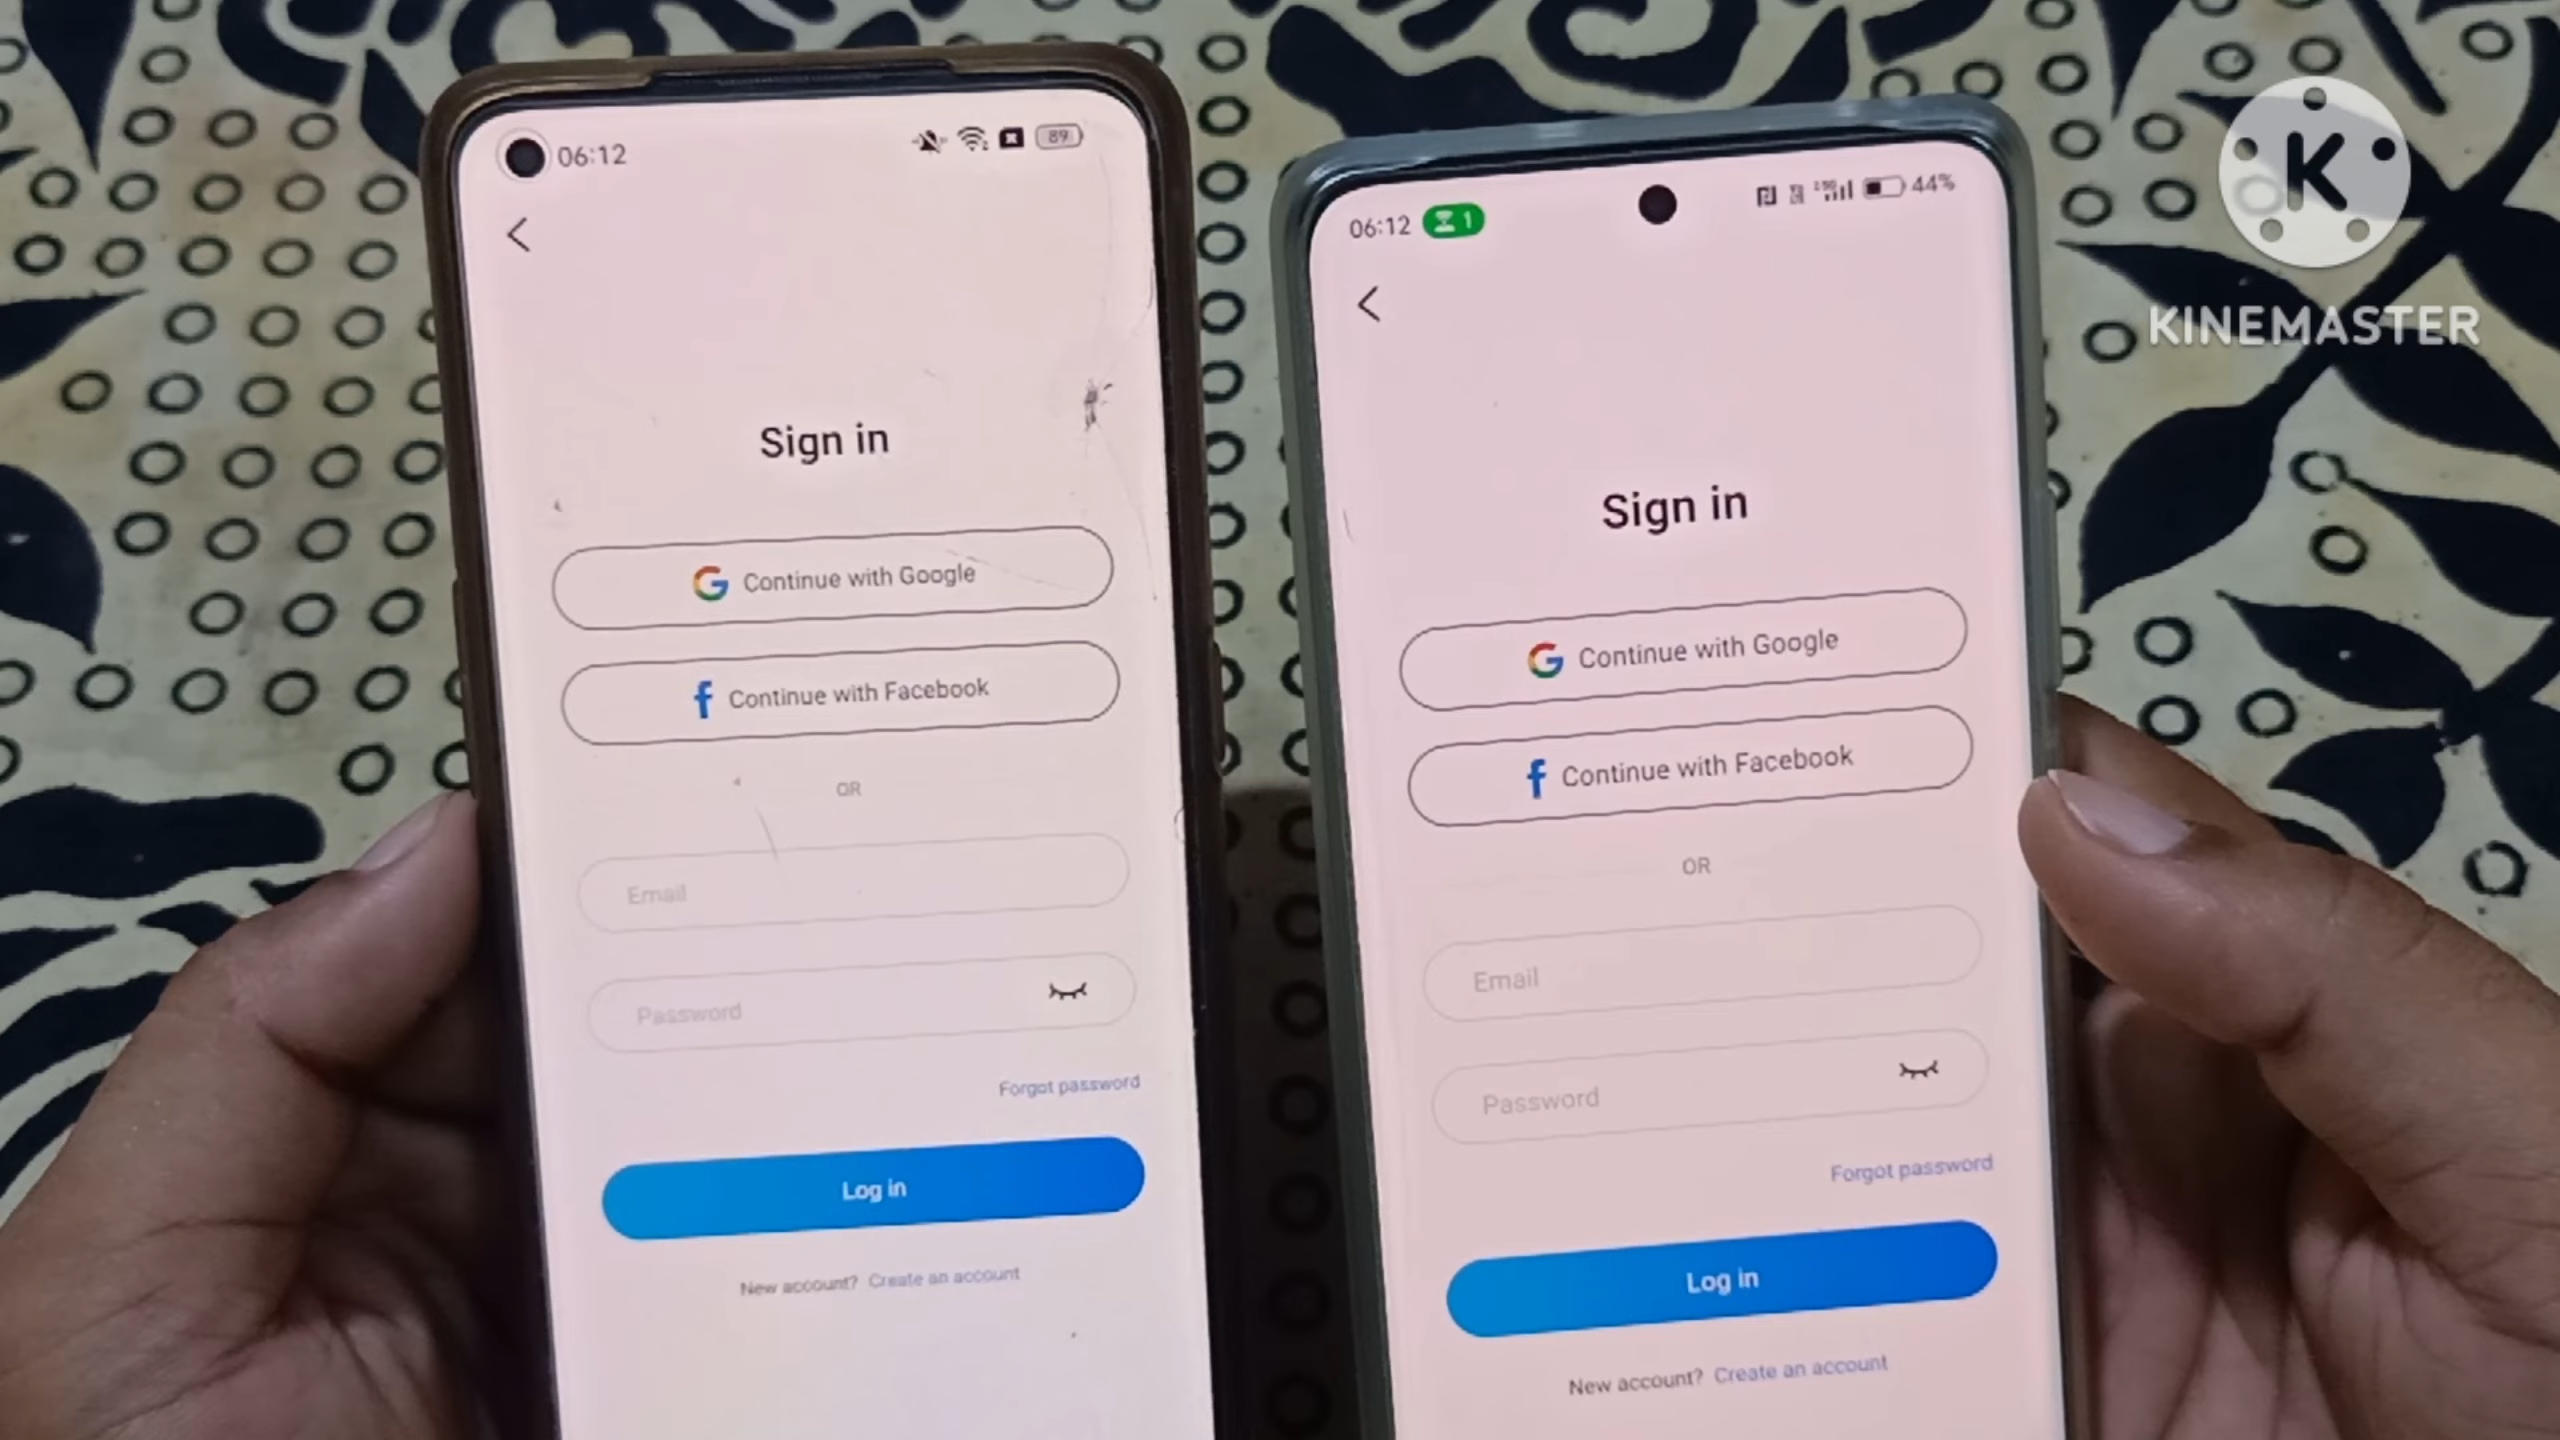 06:12
89
Sign in
Continue with Google
Continue with Facebook
OR
Email
Password
Forgot password
Log in
New account? Create an account
06:12 1
44%
Sign in
Continue with Google
Continue with Facebook
OR
Email
Password
Forgot password
Log in
New account? Create an account
K
KINEMASTER